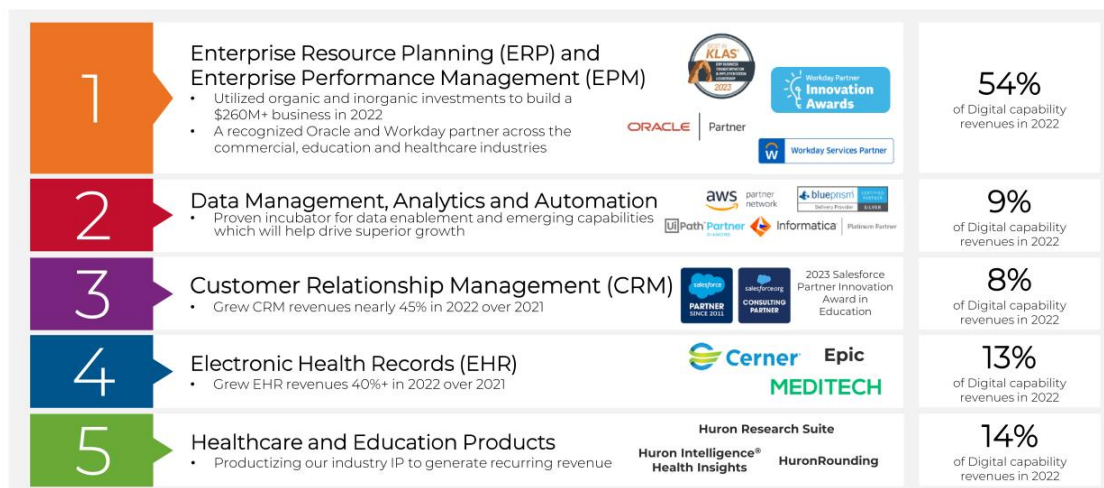 1
Enterprise Resource Planning (ERP) and
Enterprise Performance Management (EPM)
• Utilized organic and inorganic investments to build a
$260M+ business in 2022
• A recognized Oracle and Workday partner across the
commercial, education and healthcare industries
BEST IN
KLAS
2023
Workday Partner
Innovation
Awards
ORACLE | Partner
W Workday Services Partner
54%
of Digital capability
revenues in 2022
2
Data Management, Analytics and Automation
• Proven incubator for data enablement and emerging capabilities
which will help drive superior growth
aws partner
network
blueprism
Delivery Provider SILVER
UiPath Partner
DIAMOND
Informatica | Platinum Partner
9%
of Digital capability
revenues in 2022
3
Customer Relationship Management (CRM)
• Grew CRM revenues nearly 45% in 2022 over 2021
salesforce
PARTNER
SINCE 2011
salesforce.org
CONSULTING
PARTNER
2023 Salesforce
Partner Innovation
Award in
Education
8%
of Digital capability
revenues in 2022
4
Electronic Health Records (EHR)
• Grew EHR revenues 40%+ in 2022 over 2021
Cerner
Epic
MEDITECH
13%
of Digital capability
revenues in 2022
5
Healthcare and Education Products
• Productizing our industry IP to generate recurring revenue
Huron Research Suite
Huron Intelligence®
Health Insights
HuronRounding
14%
of Digital capability
revenues in 2022